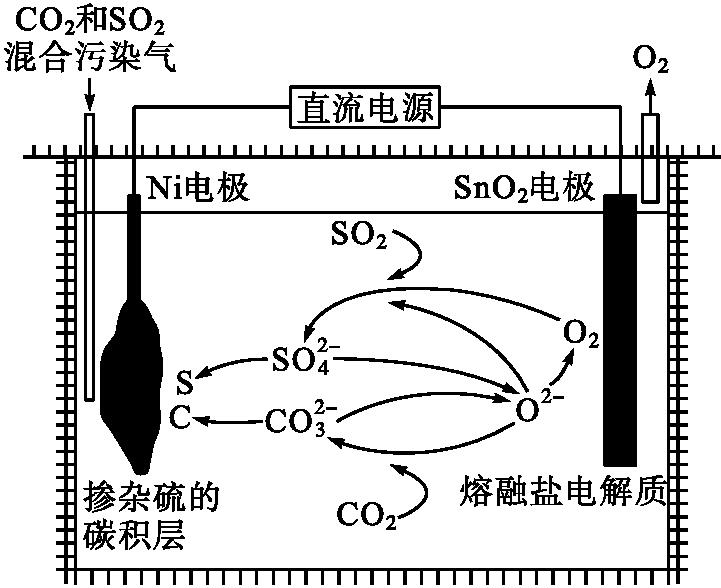 CO₂和SO₂
混合污染气
O₂
直流电源
Ni电极
SnO₂电极
SO₂
O₂
SO₄²⁻
S
C
CO₃²⁻
O²⁻
CO₂
掺杂硫的
碳积层
熔融盐电解质